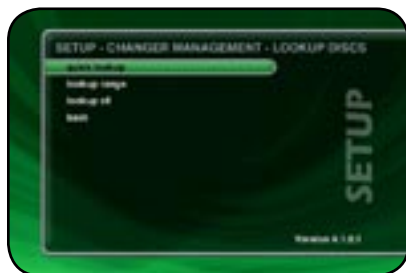 SETUP - CHANGER MANAGEMENT - LOOKUP DISCS
quick lookup
lookup range
lookup all
back
SETUP